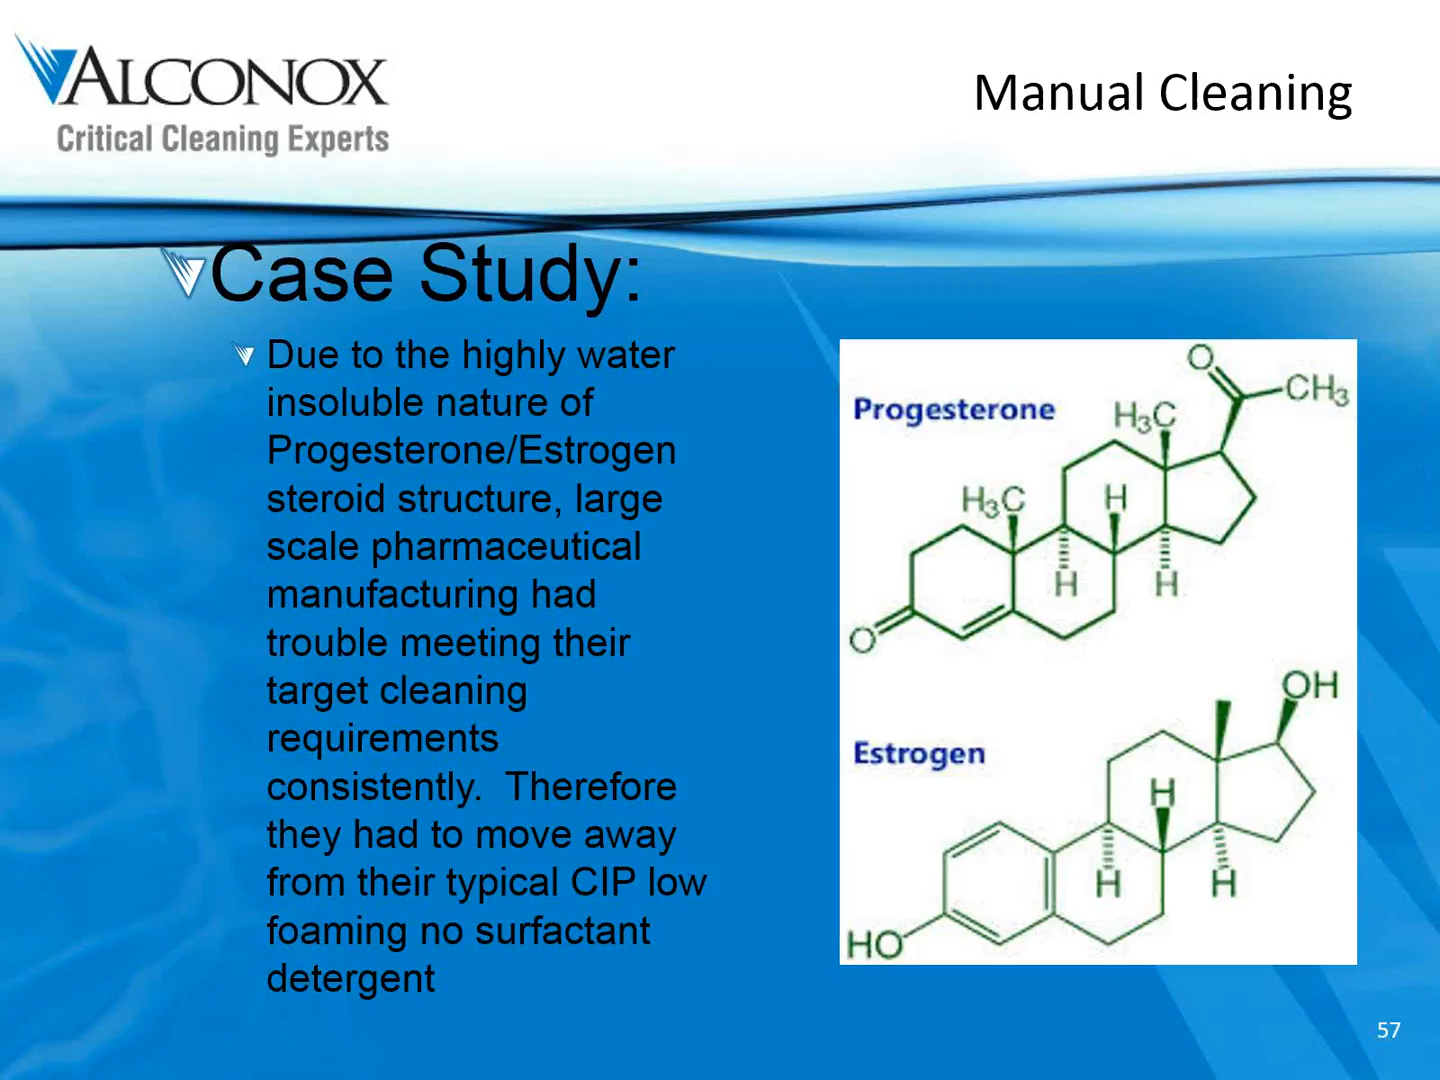 ALCONOX
Critical Cleaning Experts
Manual Cleaning
Case Study:
Due to the highly water
insoluble nature of
Progesterone/Estrogen
steroid structure, large
scale pharmaceutical
manufacturing had
trouble meeting their
target cleaning
requirements
consistently.  Therefore
they had to move away
from their typical CIP low
foaming no surfactant
detergent
Progesterone
O
CH₃
H₃C
H₃C
H
H
H
O
Estrogen
OH
H
H
H
HO
57